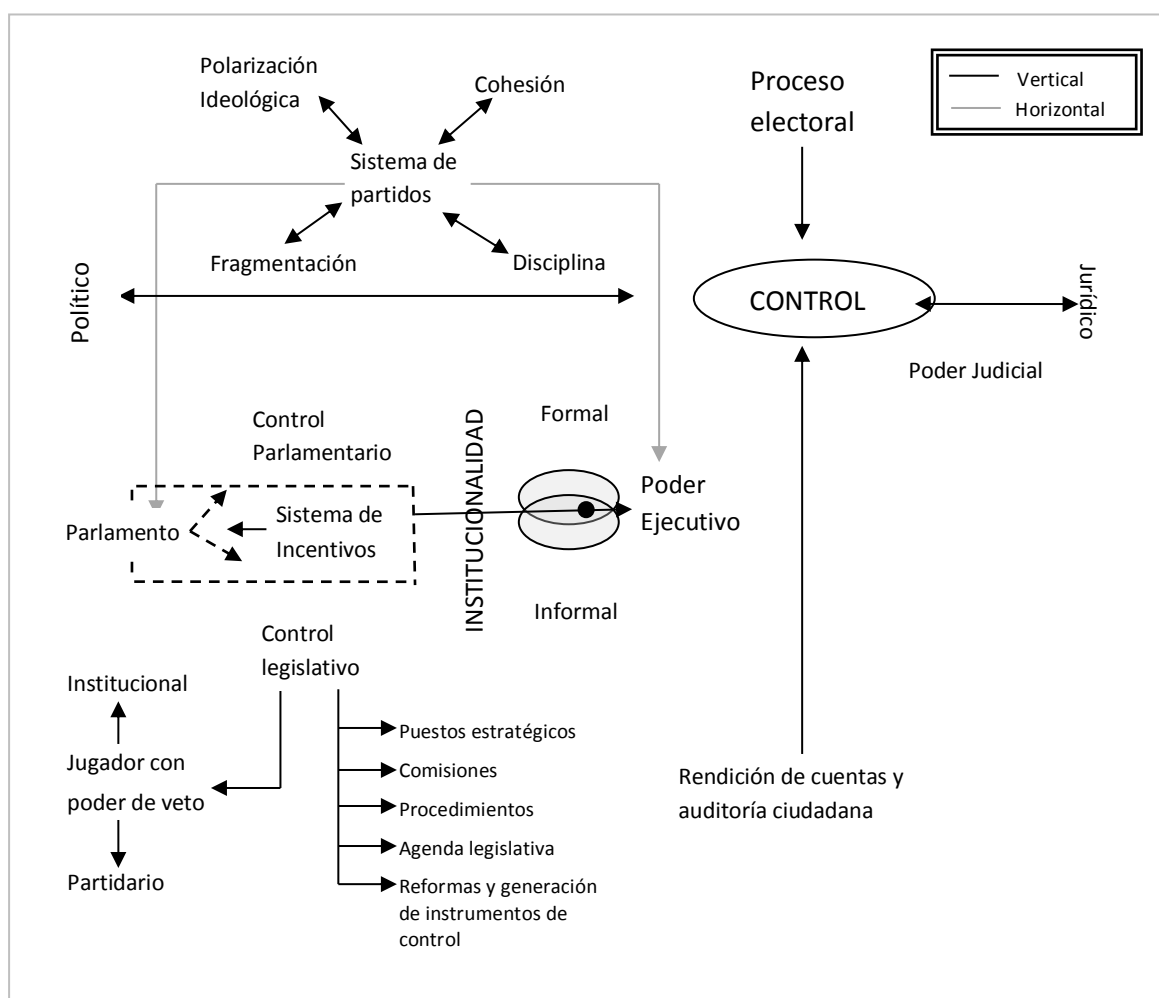 Polarización
Ideológica
Cohesión
Proceso
electoral
Vertical
Horizontal
Sistema de
partidos
Fragmentación
Disciplina
Político
CONTROL
Jurídico
Poder Judicial
Control
Parlamentario
INSTITUCIONALIDAD
Formal
Parlamento
Sistema de
Incentivos
Poder
Ejecutivo
Informal
Control
legislativo
Institucional
Jugador con
poder de veto
Partidario
Puestos estratégicos
Comisiones
Procedimientos
Agenda legislativa
Reformas y generación
de instrumentos de
control
Rendición de cuentas y
auditoría ciudadana